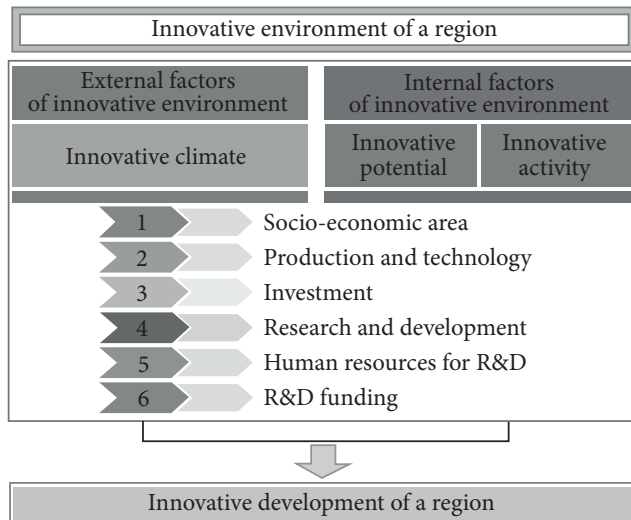 Innovative environment of a region
External factors
of innovative environment
Internal factors
of innovative environment
Innovative climate
Innovative
potential
Innovative
activity
1 Socio-economic area
2 Production and technology
3 Investment
4 Research and development
5 Human resources for R&D
6 R&D funding
Innovative development of a region